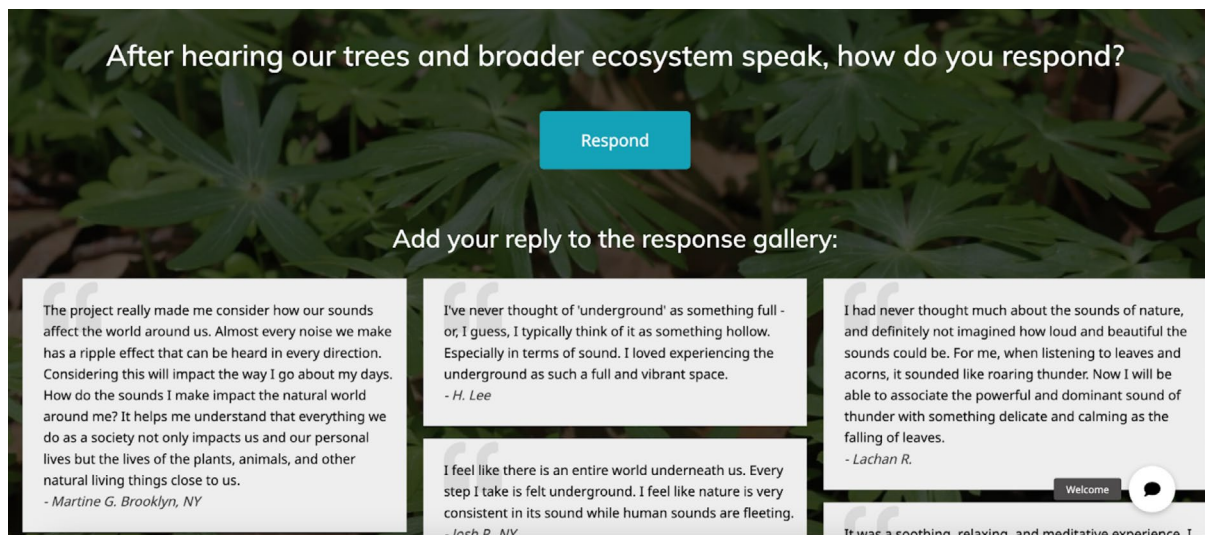 After hearing our trees and broader ecosystem speak, how do you respond?
Respond
Add your reply to the response gallery:
The project really made me consider how our sounds
affect the world around us. Almost every noise we make
has a ripple effect that can be heard in every direction.
Considering this will impact the way I go about my days.
How do the sounds I make impact the natural world
around me? It helps me understand that everything we
do as a society not only impacts us and our personal
lives but the lives of the plants, animals, and other
natural living things close to us.
- Martine G. Brooklyn, NY
I've never thought of 'underground' as something full -
or, I guess, I typically think of it as something hollow.
Especially in terms of sound. I loved experiencing the
underground as such a full and vibrant space.
- H. Lee
I feel like there is an entire world underneath us. Every
step I take is felt underground. I feel like nature is very
consistent in its sound while human sounds are fleeting.
- Josh R. NY
I had never thought much about the sounds of nature,
and definitely not imagined how loud and beautiful the
sounds could be. For me, when listening to leaves and
acorns, it sounded like roaring thunder. Now I will be
able to associate the powerful and dominant sound of
thunder with something delicate and calming as the
falling of leaves.
- Lachan R.
Welcome
It was a soothing, relaxing, and meditative experience. I